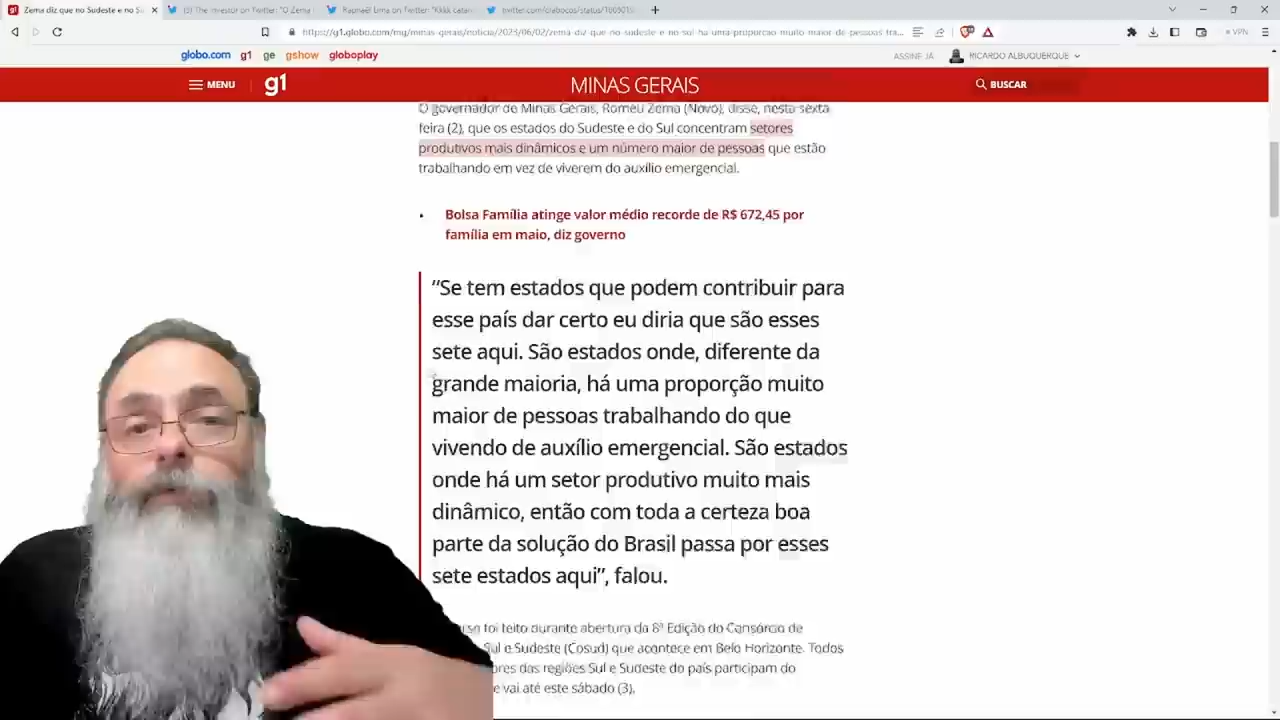 Zema diz que no Sudeste e no S
(5) The Investor on Twitter: "O Zema
Raphaël Lima on Twitter: "Kkkk
https://g1.globo.com/mg/minas-gerais/noticia/2023/06/02/zema-diz-que-no-sudeste-e-no-sul-ha-uma-proporcao-muito-maior-de-pessoas-tra...
VPN
globo.com g1 ge gshow globoplay
ASSINE JÁ
RICARDO ALBUQUERQUE
MENU
g1
MINAS GERAIS
BUSCAR
O governador de Minas Gerais, Romeu Zema (Novo), disse, nesta sexta
feira (2), que os estados do Sudeste e do Sul concentram setores
produtivos mais dinâmicos e um número maior de pessoas que estão
trabalhando em vez de viverem do auxílio emergencial.
• Bolsa Família atinge valor médio recorde de R$ 672,45 por
família em maio, diz governo
"Se tem estados que podem contribuir para
esse país dar certo eu diria que são esses
sete aqui. São estados onde, diferente da
grande maioria, há uma proporção muito
maior de pessoas trabalhando do que
vivendo de auxílio emergencial. São estados
onde há um setor produtivo muito mais
dinâmico, então com toda a certeza boa
parte da solução do Brasil passa por esses
sete estados aqui", falou.
foi feito durante abertura da 8ª Edição do Consórcio de
Sul e Sudeste (Cosud) que acontece em Belo Horizonte. Todos
das regiões Sul e Sudeste do país participam do
e vai até este sábado (3).